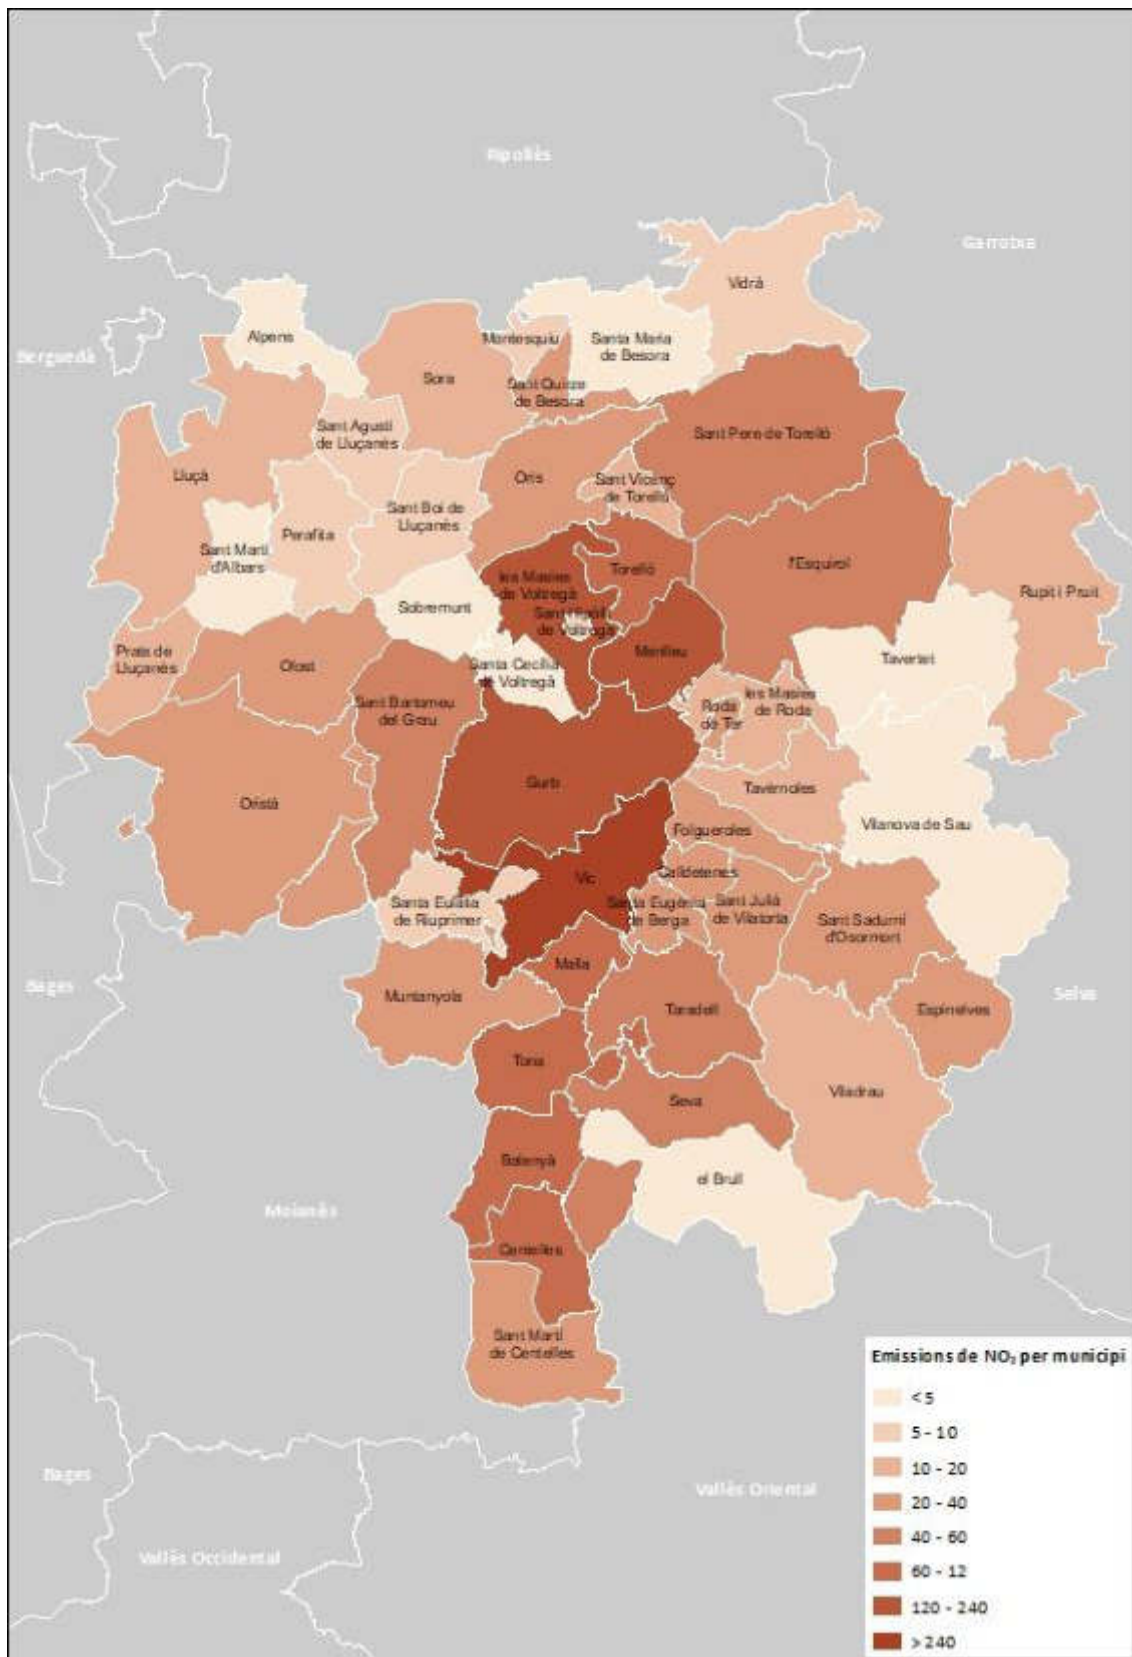 Ripollès
Garrotxa
Vidrà
Alpens
Montesquiu
Santa Maria
de Besora
Berguedà
Sora
Sant Quirze
de Besora
Sant Agustí
de Lluçanès
Sant Pere de Torelló
Lluçà
Orís
Sant Vicenç
de Torelló
Sant Boi de
Lluçanès
Perafita
Sant Martí
d'Albars
les Masies
de Voltregà
Torelló
l'Esquirol
Rupit i Pruit
Sobremunt
Sant Hipòlit
de Voltregà
Manlleu
Tavertet
Prats de
Lluçanès
Olost
Santa Cecília
de Voltregà
Sant Bartomeu
del Grau
Roda
de Ter
les Masies
de Roda
Gurb
Tavèrnoles
Oristà
Folgueroles
Vilanova de Sau
Vic
Calldetenes
Santa Eulàlia
de Riuprimer
Santa Eugènia
de Berga
Sant Julià
de Vilatorta
Sant Sadurní
d'Osormort
Malla
Bages
Selva
Muntanyola
Taradell
Espinelves
Tona
Seva
Viladrau
Balenyà
el Brull
Moianès
Centelles
Sant Martí
de Centelles
Emissions de NO₂ per municipi
< 5
5 - 10
10 - 20
20 - 40
40 - 60
60 - 12
120 - 240
> 240
Bages
Vallès Oriental
Vallès Occidental